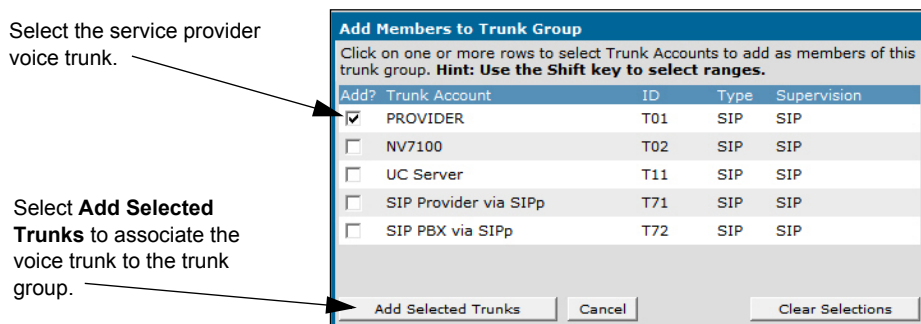 Select the service provider
voice trunk.
Add Members to Trunk Group
Click on one or more rows to select Trunk Accounts to add as members of this
trunk group. Hint: Use the Shift key to select ranges.
Add? Trunk Account ID Type Supervision
PROVIDER T01 SIP SIP
NV7100 T02 SIP SIP
UC Server T11 SIP SIP
SIP Provider via SIPp T71 SIP SIP
SIP PBX via SIPp T72 SIP SIP
Select Add Selected
Trunks to associate the
voice trunk to the trunk
group.
Add Selected Trunks Cancel Clear Selections